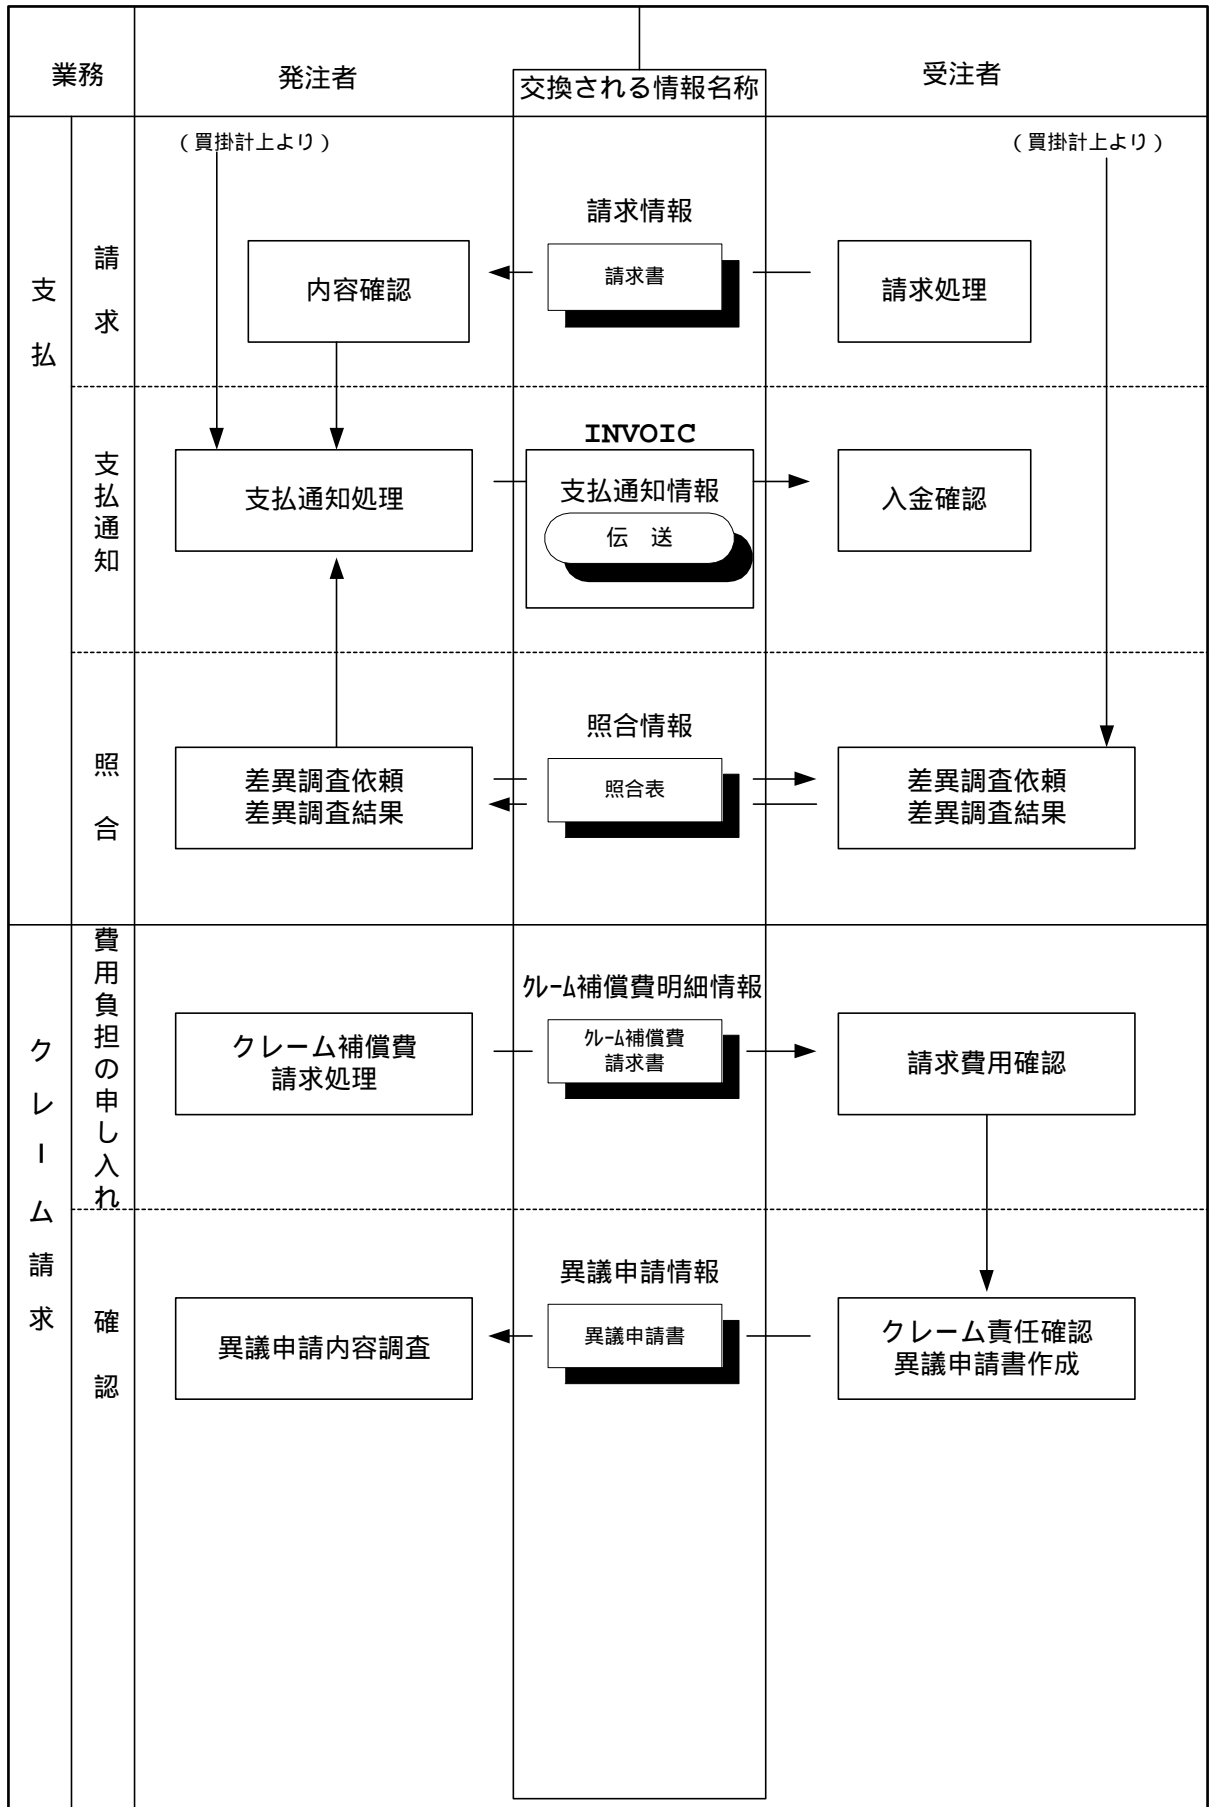 業務
発注者
交換される情報名称
受注者
(買掛計上より)
(買掛計上より)
支払
請求
請求情報
内容確認
請求書
請求処理
支払通知
INVOIC
支払通知処理
支払通知情報
伝 送
入金確認
照合
照合情報
差異調査依頼
差異調査結果
照合表
差異調査依頼
差異調査結果
クレーム請求
費用負担の申し入れ
クレーム補償費明細情報
クレーム補償費
請求処理
クレーム補償費
請求書
請求費用確認
確認
異議申請情報
異議申請内容調査
異議申請書
クレーム責任確認
異議申請書作成